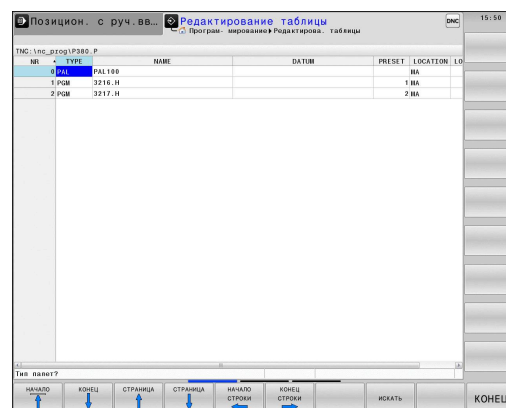 Позицион. с руч.вв…
Редактирование таблицы
DNC
15:50
Програм- мирование▶Редактирова. таблицы
TNC:\nc_prog\P360.P
NR TYPE NAME DATUM PRESET LOCATION LO
0 PAL PAL100 MA
1 PGM 3216.H 1 MA
2 PGM 3217.H 2 MA
Тип палет?
НАЧАЛО КОНЕЦ СТРАНИЦА СТРАНИЦА НАЧАЛО СТРОКИ КОНЕЦ СТРОКИ ИСКАТЬ КОНЕЦ